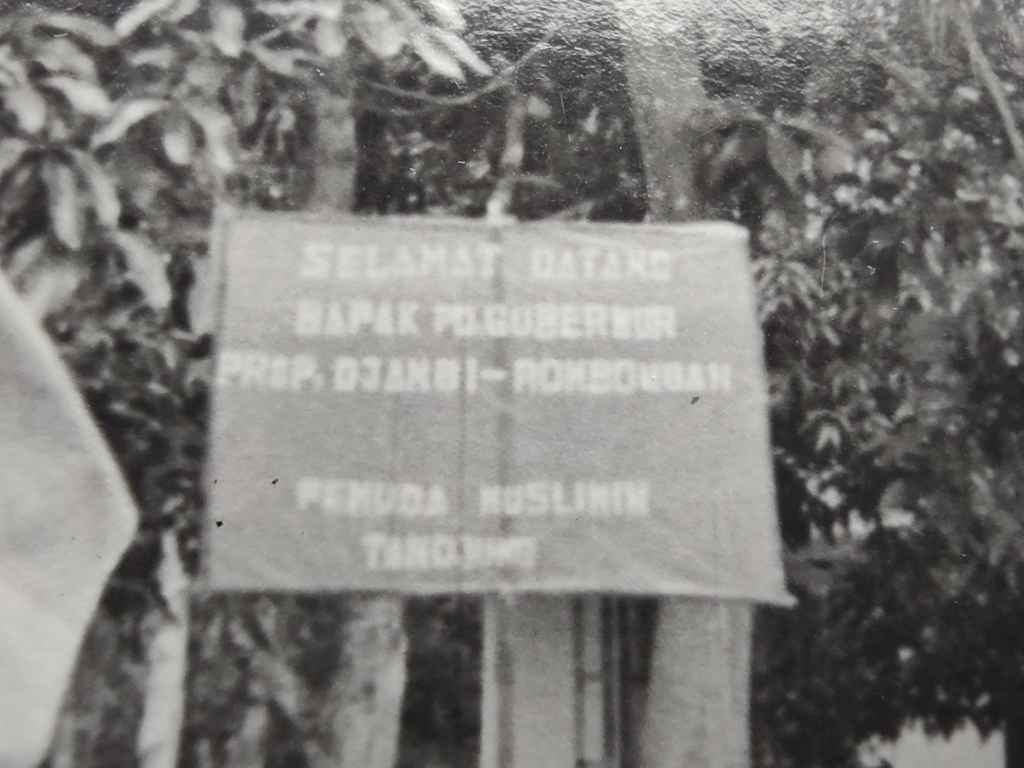 SELAMAT DATANG
BAPAK PD.GUBERNUR
PROP. DJAMBI - ROMBONGAN
PEMUDA MUSLIMIN